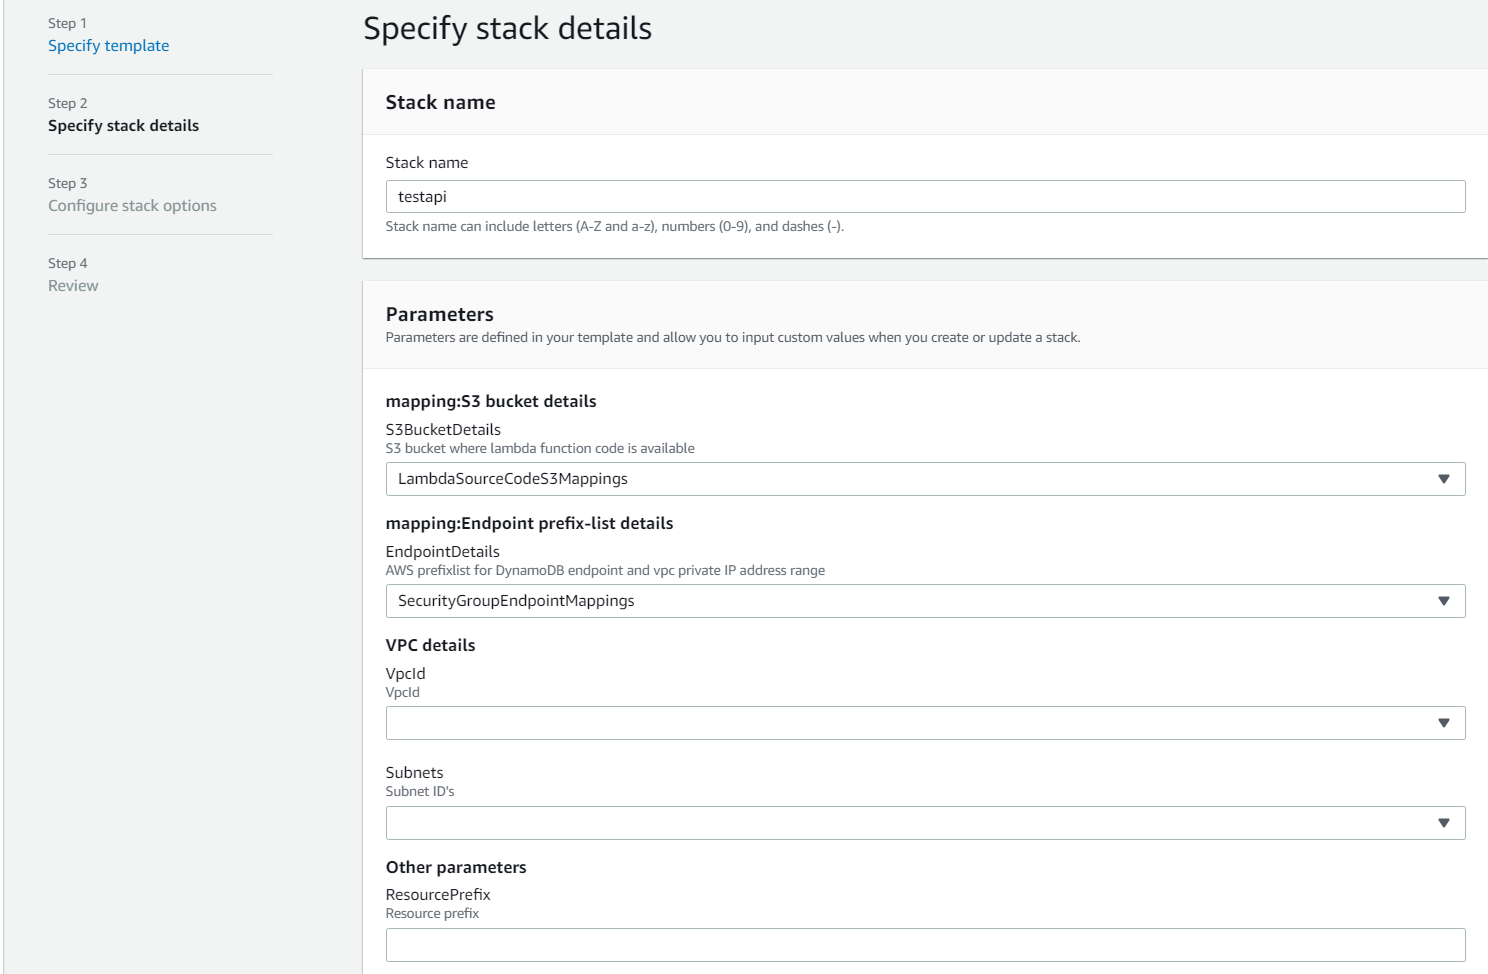 Step 1
Specify template
Step 2
Specify stack details
Step 3
Configure stack options
Step 4
Review
Specify stack details
Stack name
Stack name
testapi
Stack name can include letters (A-Z and a-z), numbers (0-9), and dashes (-).
Parameters
Parameters are defined in your template and allow you to input custom values when you create or update a stack.
mapping:S3 bucket details
S3BucketDetails
S3 bucket where lambda function code is available
LambdaSourceCodeS3Mappings
mapping:Endpoint prefix-list details
EndpointDetails
AWS prefixlist for DynamoDB endpoint and vpc private IP address range
SecurityGroupEndpointMappings
VPC details
VpcId
VpcId
Subnets
Subnet ID's
Other parameters
ResourcePrefix
Resource prefix